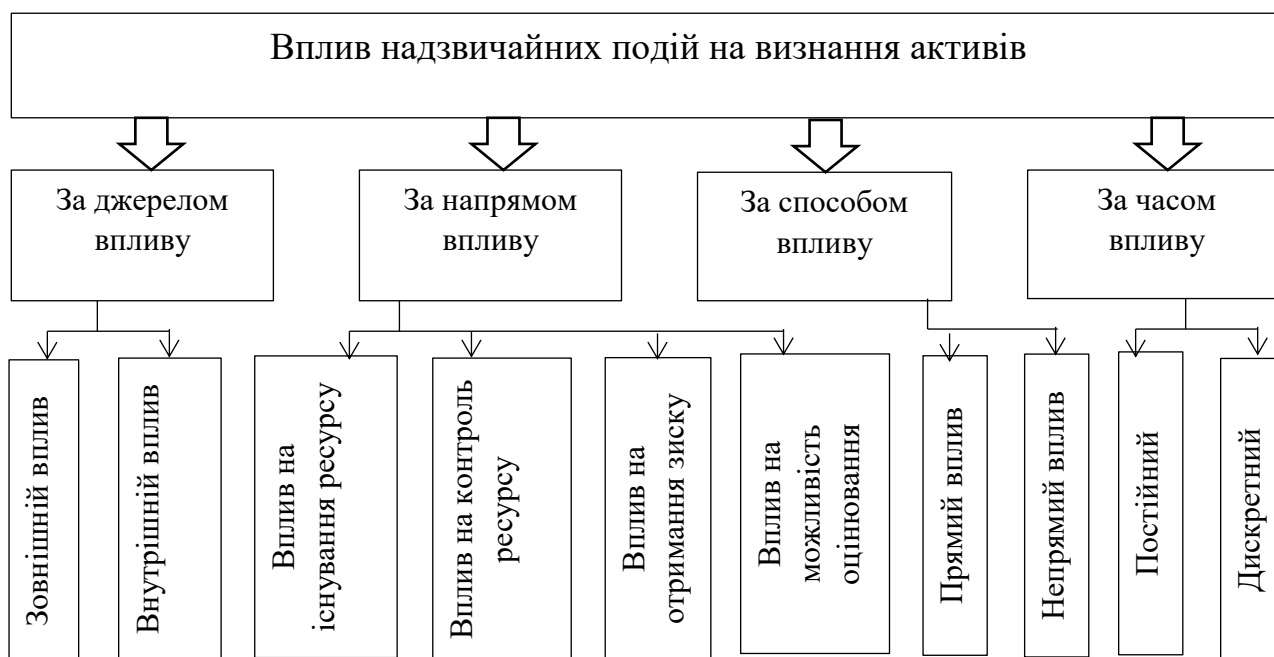 Вплив надзвичайних подій на визнання активів
За джерелом
впливу
За напрямом
впливу
За способом
впливу
За часом
впливу
Зовнішній вплив
Внутрішній вплив
Вплив на
існування ресурсу
Вплив на контроль
ресурсу
Вплив на
отримання зиску
Вплив на
можливість
оцінювання
Прямий вплив
Непрямий вплив
Постійний
Дискретний